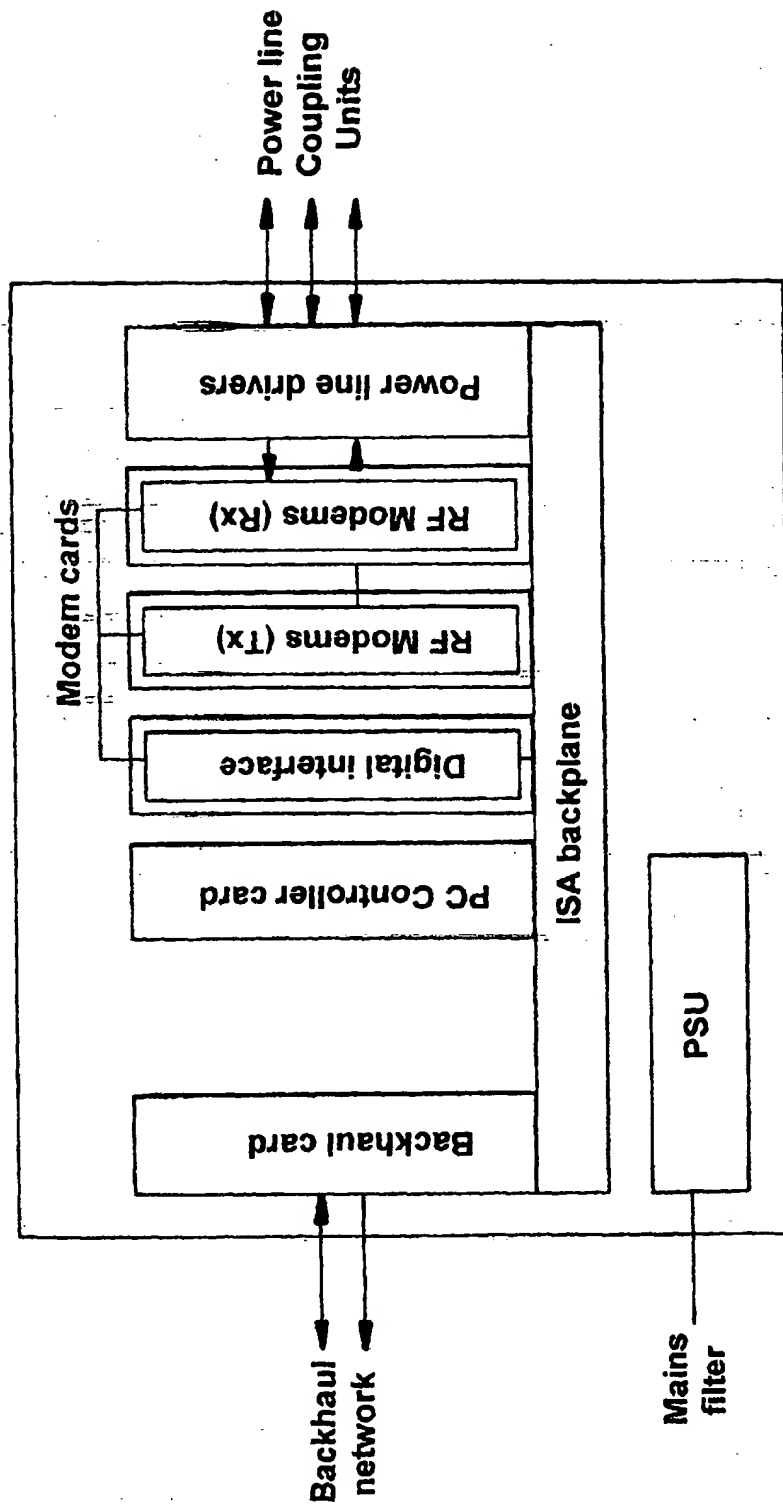 Modem cards
Backhaul card
PC Controller card
Digital interface
RF Modems (Tx)
RF Modems (Rx)
Power line drivers
Power line
Coupling
Units
Backhaul
network
ISA backplane
PSU
Mains
filter